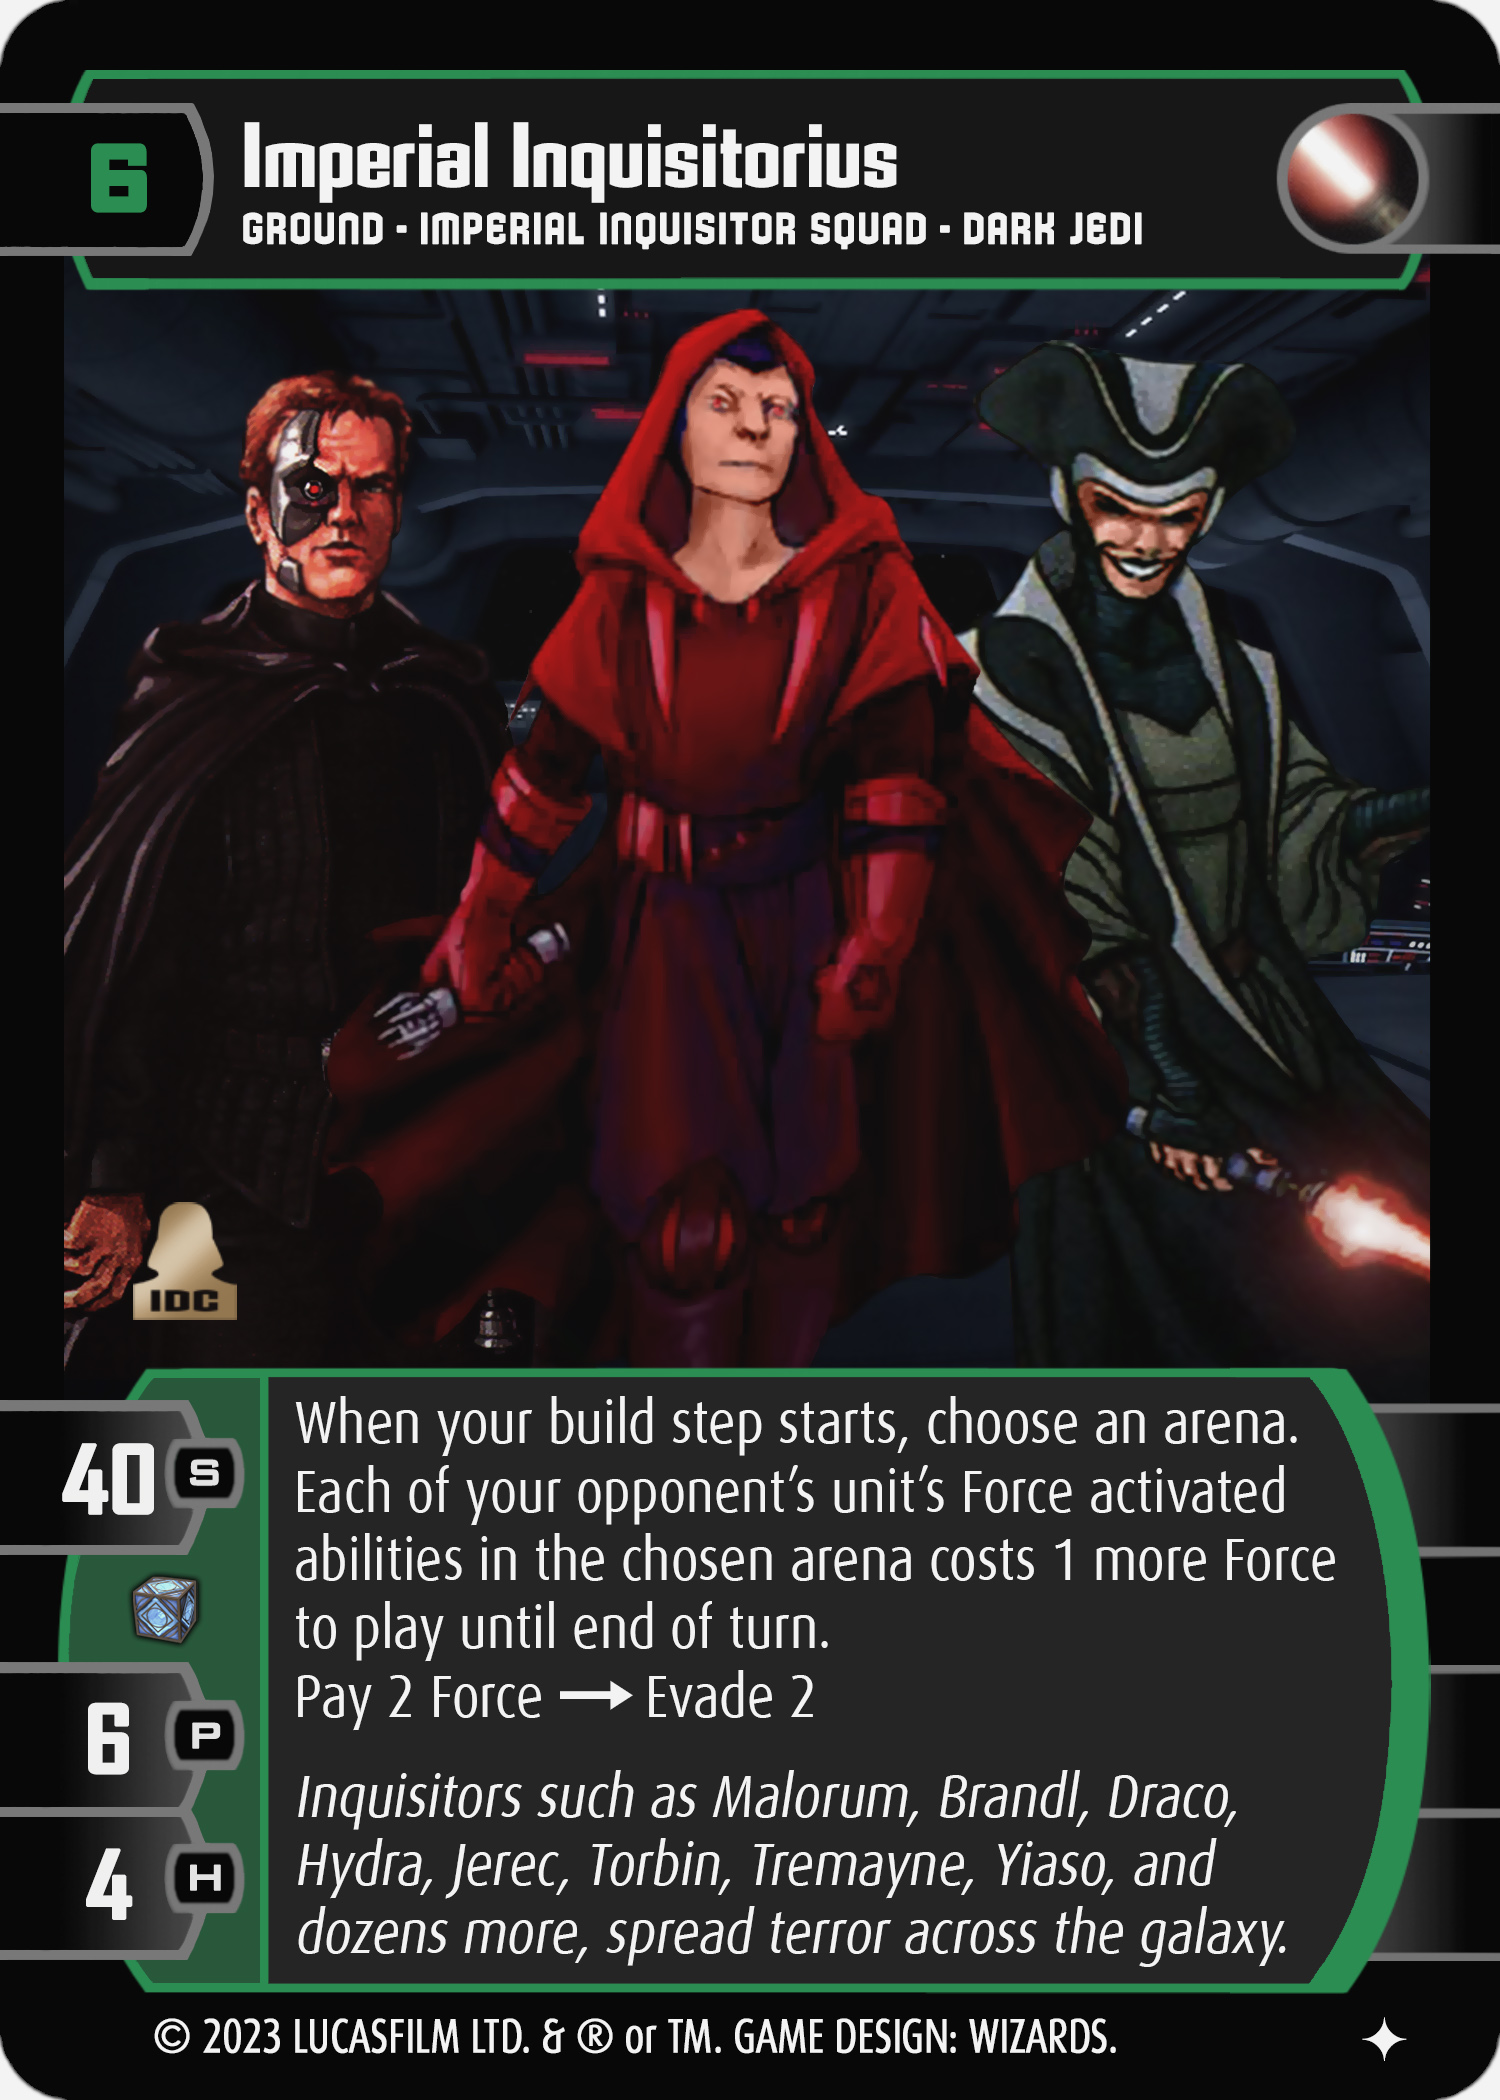 6
Imperial Inquisitorius
GROUND - IMPERIAL INQUISITOR SQUAD - DARK JEDI
IDC
40 S
6 P
4 H
When your build step starts, choose an arena.
Each of your opponent's unit's Force activated
abilities in the chosen arena costs 1 more Force
to play until end of turn.
Pay 2 Force → Evade 2
Inquisitors such as Malorum, Brandl, Draco,
Hydra, Jerec, Torbin, Tremayne, Yiaso, and
dozens more, spread terror across the galaxy.
© 2023 LUCASFILM LTD. & ® or TM. GAME DESIGN: WIZARDS.